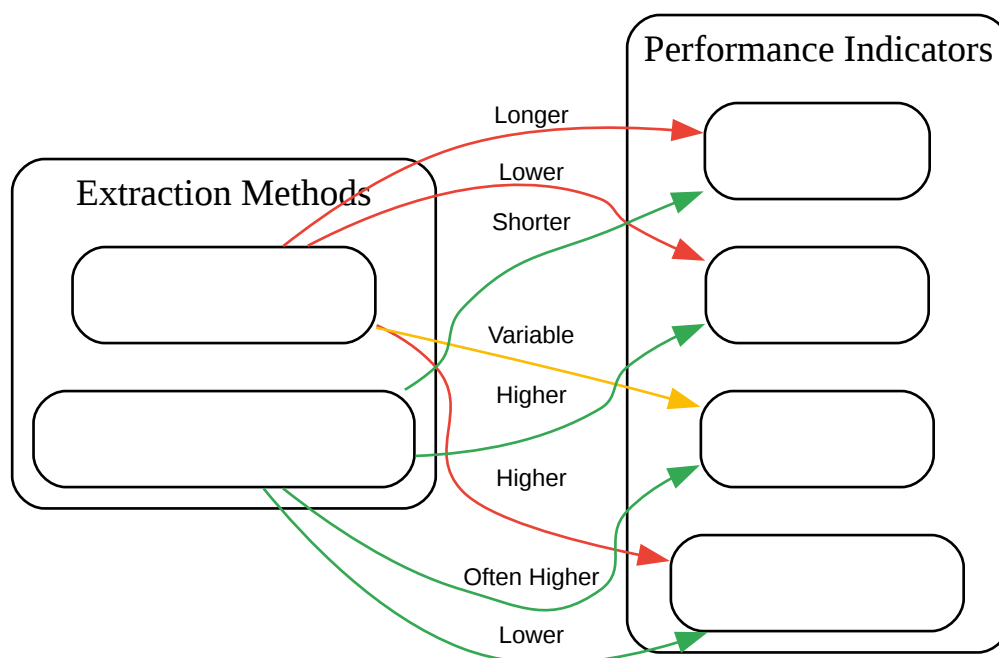 Performance Indicators
Longer
Lower
Extraction Methods
Shorter
Variable
Higher
Higher
Often Higher
Lower